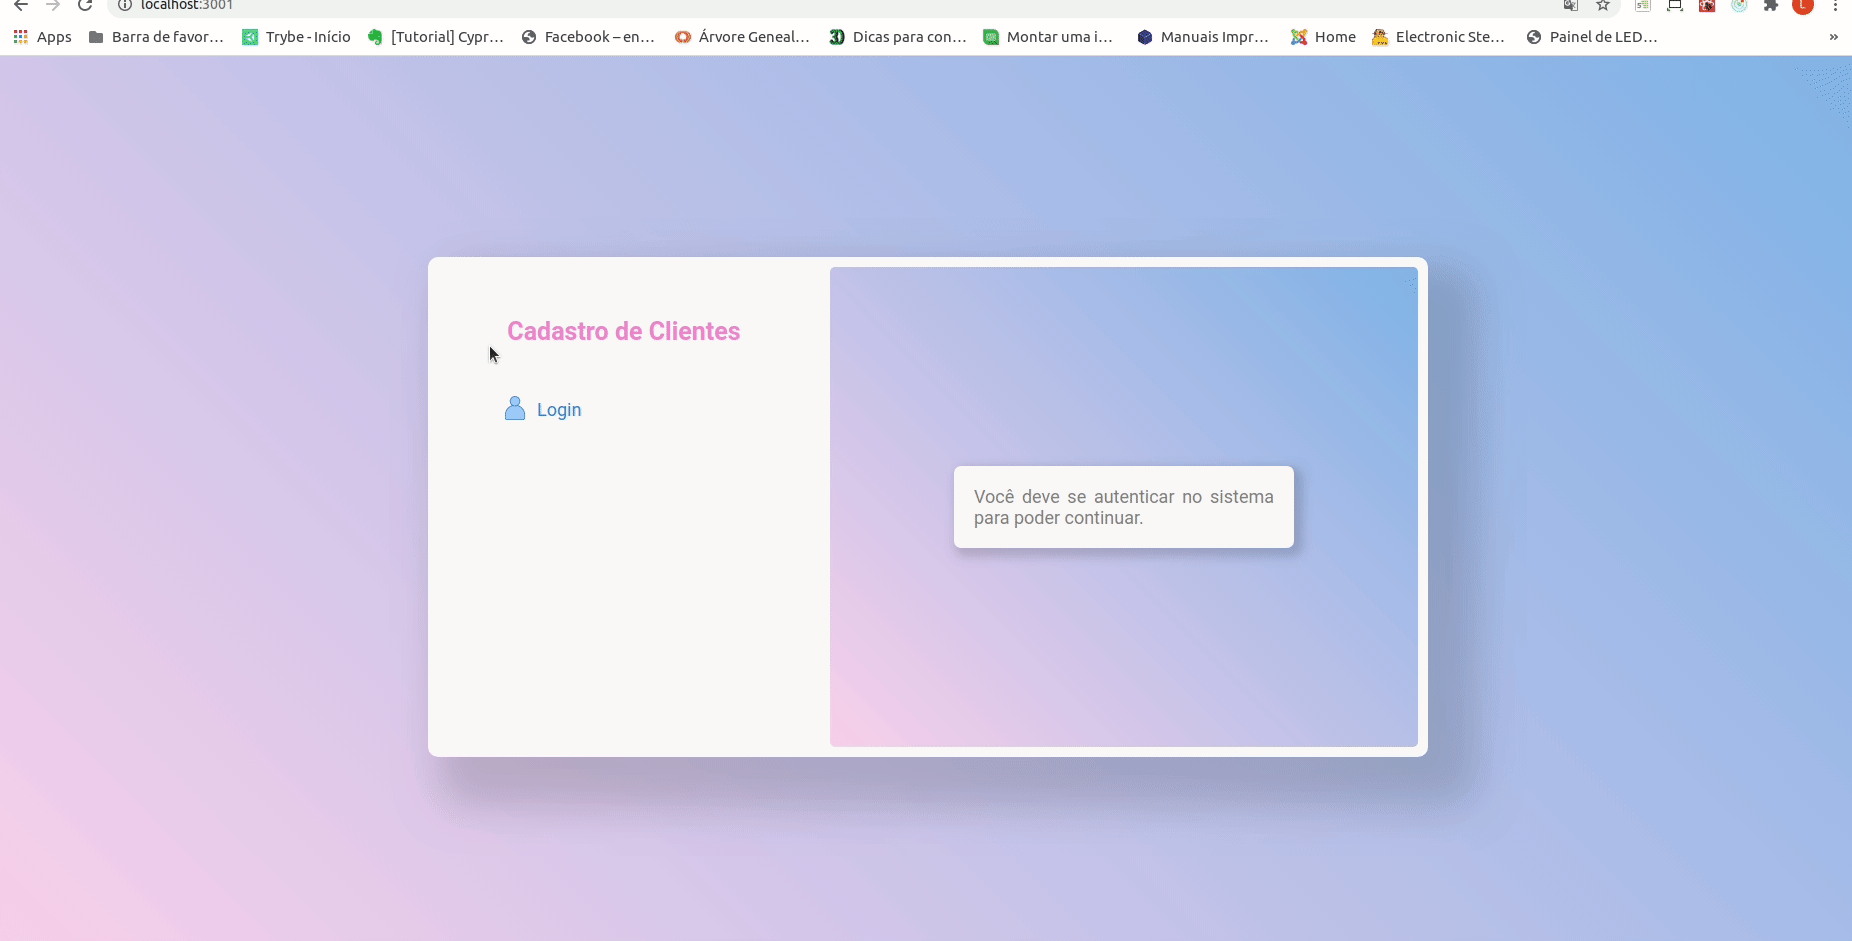 localhost:3001
Apps Barra de favor... Trybe - Início [Tutorial] Cypr... Facebook – en... Árvore Geneal... Dicas para con... Montar uma i... Manuais Impr... Home Electronic Ste... Painel de LED... »
Cadastro de Clientes
Login
Você deve se autenticar no sistema
para poder continuar.